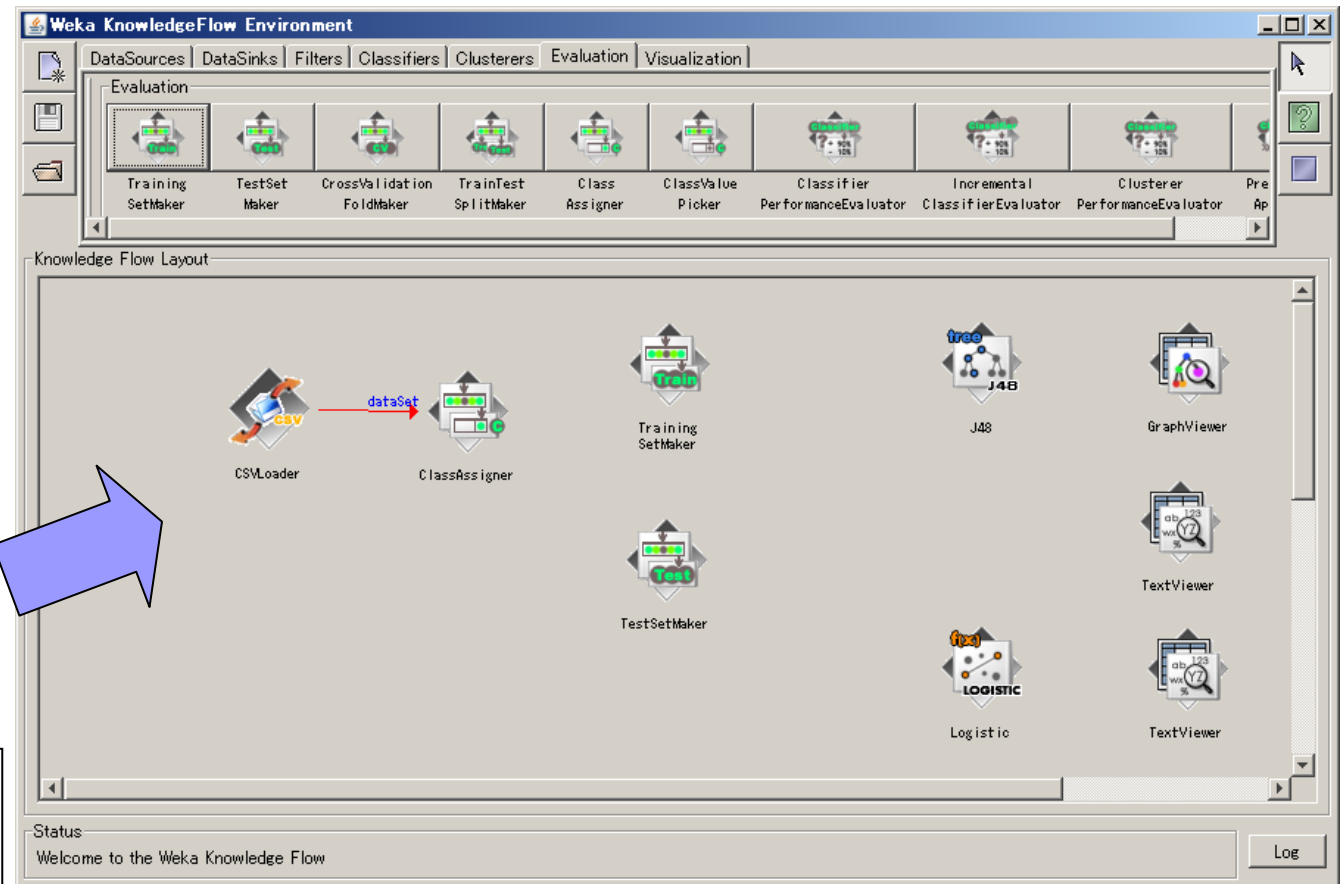 Weka KnowledgeFlow Environment
DataSources DataSinks Filters Classifiers Clusterers Evaluation Visualization
Evaluation
Training SetMaker
TestSet Maker
CrossValidation FoldMaker
TrainTest SplitMaker
Class Assigner
ClassValue Picker
Classifier PerformanceEvaluator
Incremental ClassifierEvaluator
Clusterer PerformanceEvaluator
Pre
Ap
Knowledge Flow Layout
CSV
CSVLoader
dataSet
C
ClassAssigner
Train
Training
SetMaker
Test
TestSetMaker
tree
J48
J48
GraphViewer
TextViewer
f(x)
LOGISTIC
Logistic
TextViewer
Status
Welcome to the Weka Knowledge Flow
Log